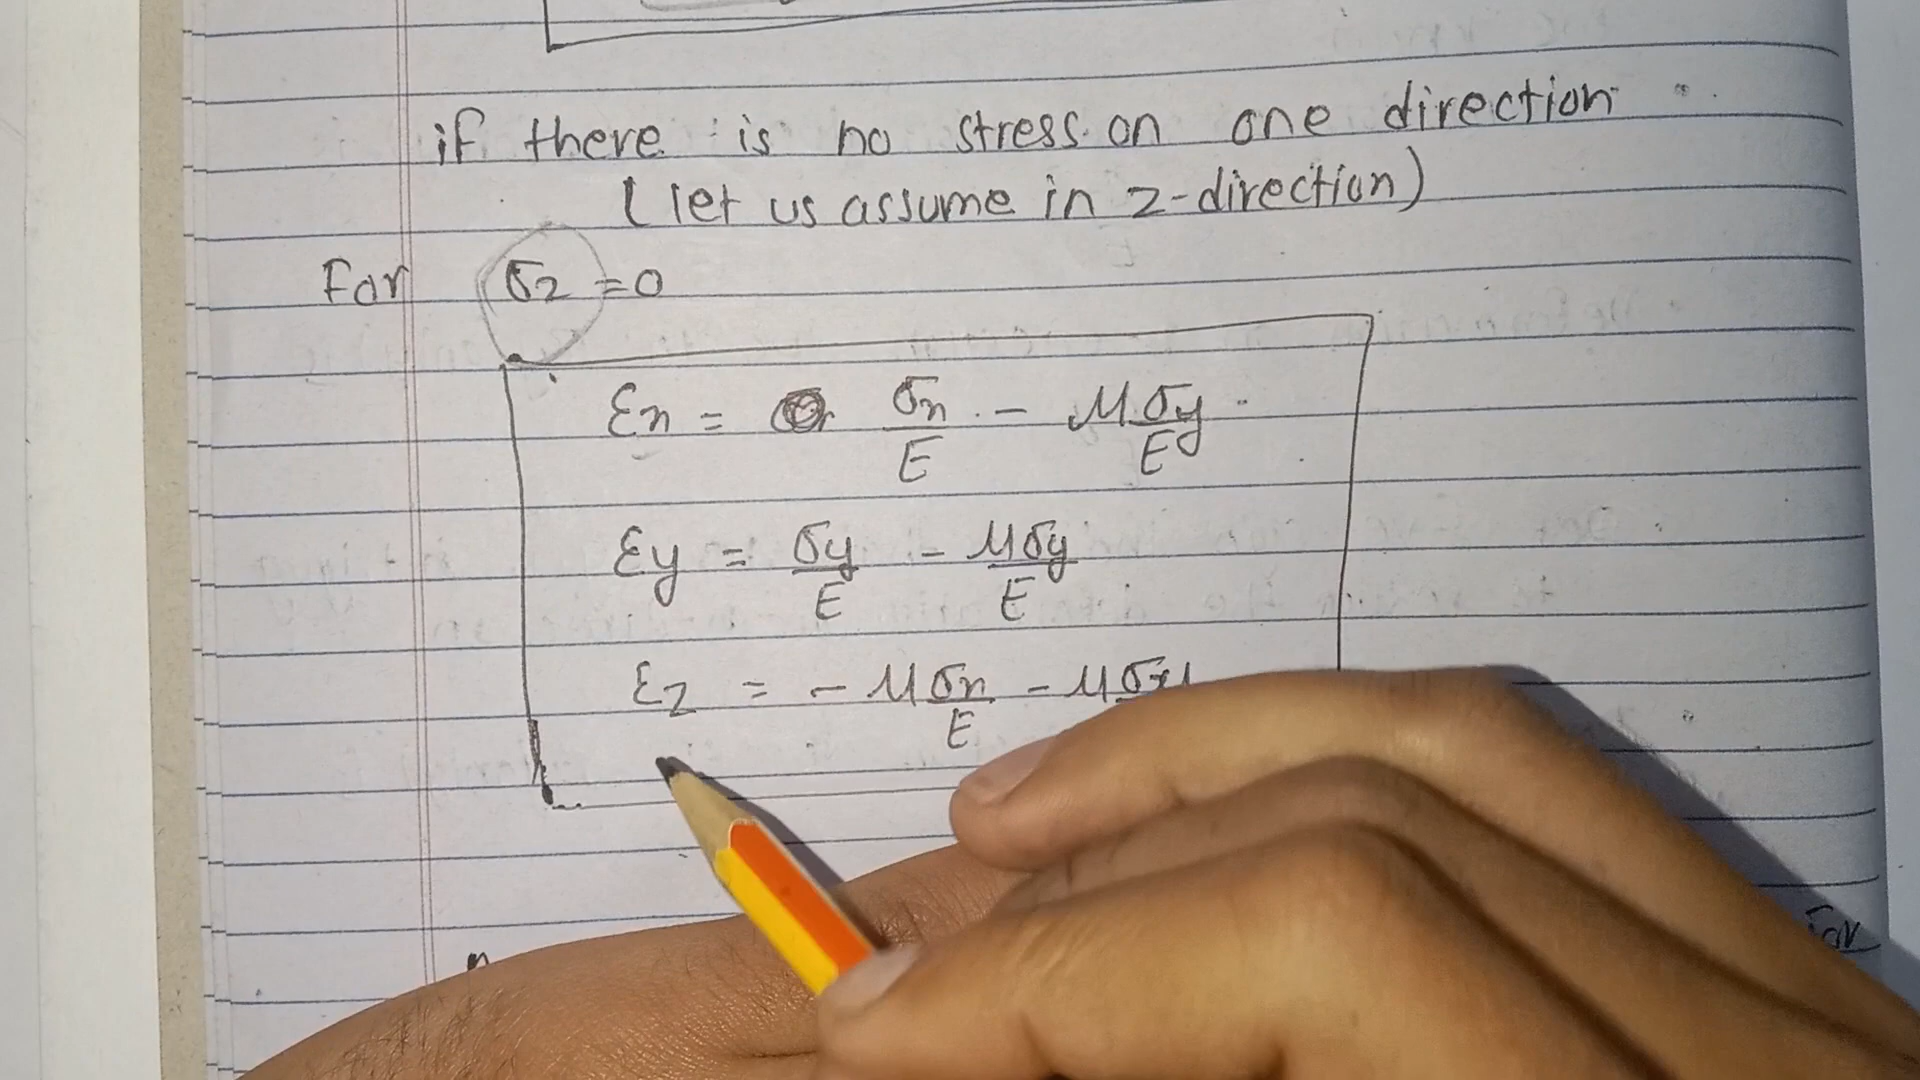 if there is no stress on one direction
(let us assume in z-direction)
For σz = 0
εx = σx/E - μσy/E
εy = σy/E - μσy/E
εz = - μσx/E - μσy